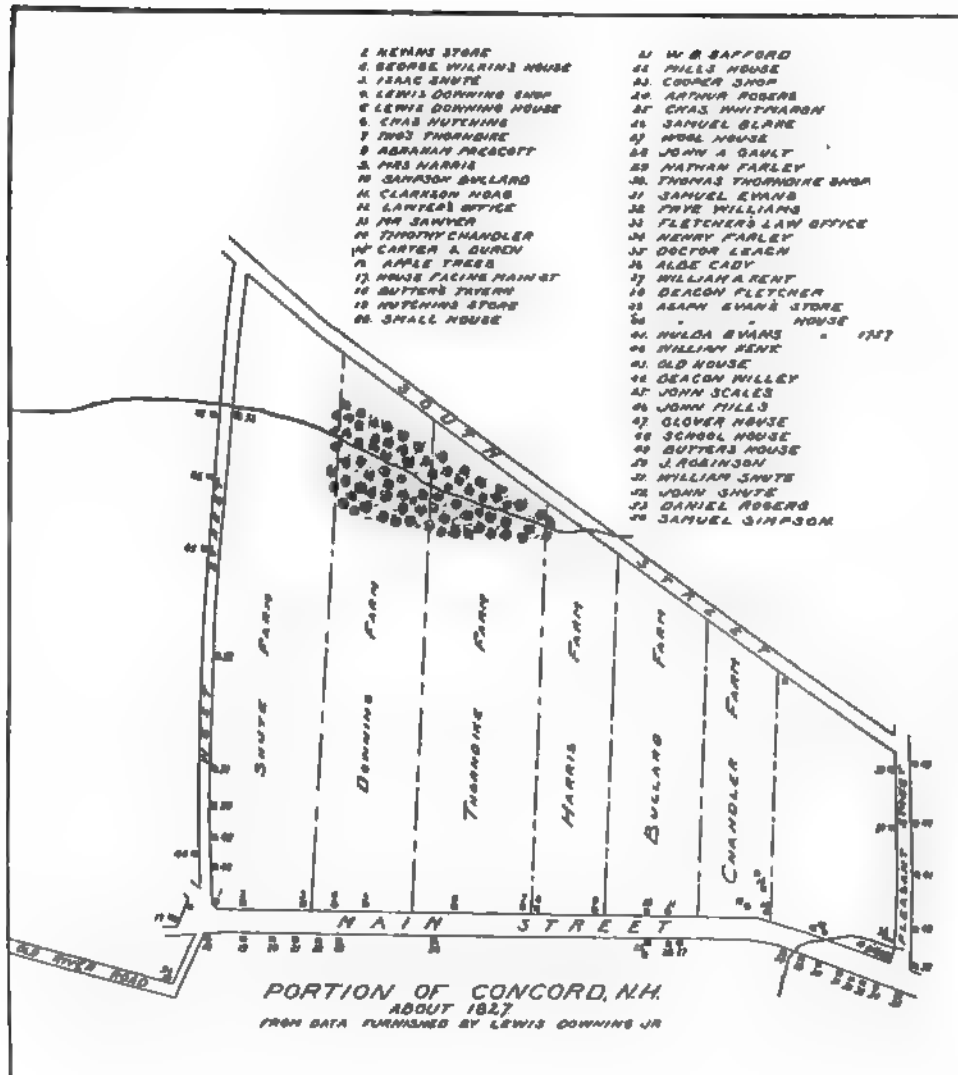 NEVANS STORE
2. GEORGE WILKINS HOUSE
3. ISAAC SHUTE
4. LEWIS DOWNING SHOP
5 LEWIS DOWNING HOUSE
6. CHAS HUTCHINS
7 THOS THORNDIKE
8 ABRAHAM PRESCOTT
9. MRS HARRIS
10 SAMPSON BULLARD
11. CLARKSON
12. LAWYER'S OFFICE
13 MR SAWYER
14 TIMOTHY CHANDLER
15 CARTER & BUREN
16 APPLE TREES
17. HOUSE FACING MAIN ST
18 BUTTER'S TAVERN
19 HUTCHINS STORE
20. SMALL HOUSE
21 W B SAFFORD
22 MILLS HOUSE
23. COOPER SHOP
24. ARTHUR ROGERS
25 CHAS. WHITMARSH
26 SAMUEL BLAKE
27 WOOL HOUSE
28 JOHN A GAULT
29 NATHAN FARLEY
30. THOMAS THORNDIKE SHOP
31 SAMUEL EVANS
32 FRYE WILLIAMS
33 FLETCHER'S LAW OFFICE
34 HENRY FARLEY
35 DOCTOR LEACH
36 ALBE CADY
37 WILLIAM A KENT
38 DEACON FLETCHER
39 ASAPH EVANS STORE
40 " " HOUSE
41. HULDA EVANS " 1757
42 WILLIAM KENT
43. OLD HOUSE
44 DEACON WILLEY
45 JOHN SCALES
46 JOHN MILLS
47 GLOVER HOUSE
48 SCHOOL HOUSE
49 BUTTERS HOUSE
50 J. ROBINSON
51. WILLIAM SHUTE
52. JOHN SHUTE
53 DANIEL ROGERS
54 SAMUEL SIMPSON
SOUTH STREET
WEST STREET
SHUTE FARM
DOWNING FARM
THORNDIKE FARM
HARRIS FARM
BULLARD FARM
CHANDLER FARM
PLEASANT STREET
MAIN STREET
OLD RIVER ROAD
PORTION OF CONCORD, N.H.
ABOUT 1827
FROM DATA FURNISHED BY LEWIS DOWNING JR